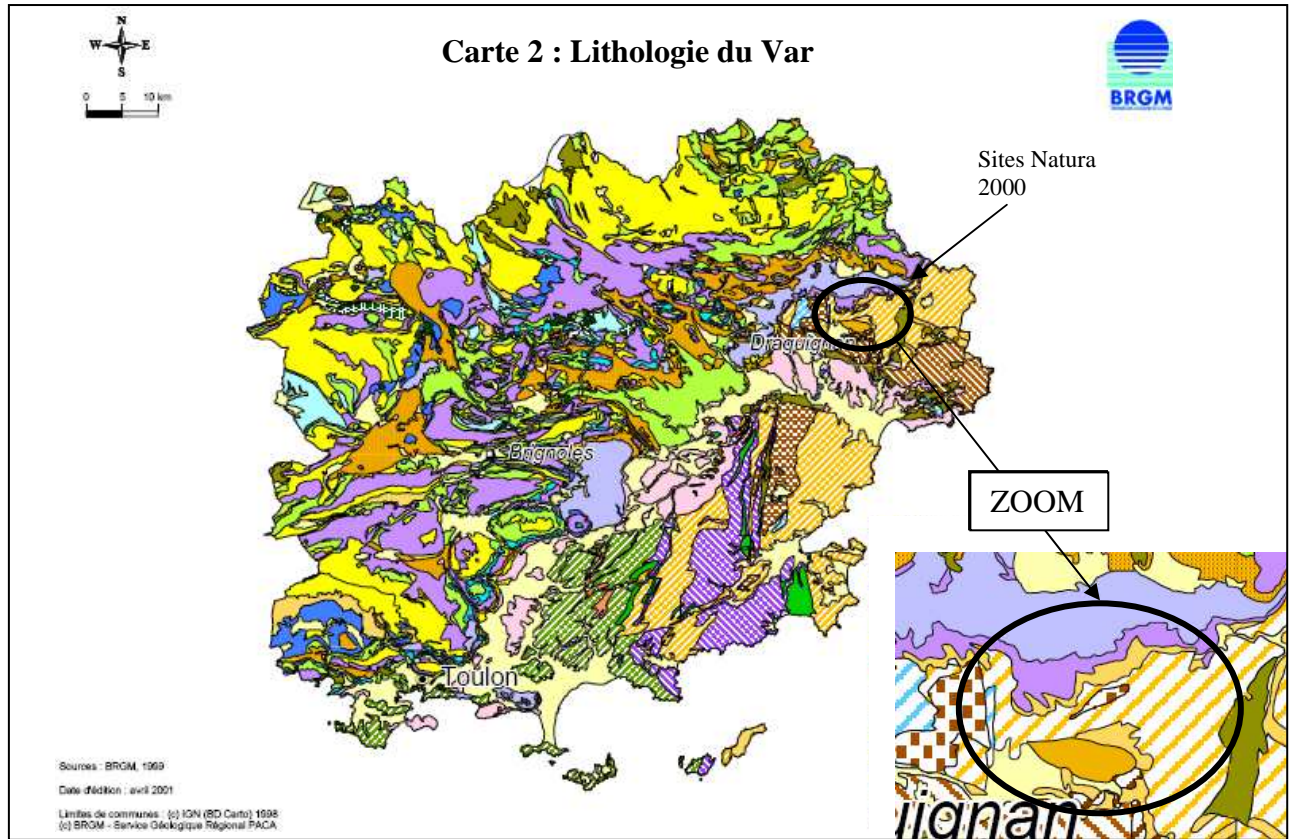 N
W E
S
0 5 10 km
Carte 2 : Lithologie du Var
BRGM
Sites Natura
2000
Draguignan
Brignoles
ZOOM
Toulon
uignan
Sources : BRGM, 1999
Date d'édition : avril 2001
Limites de communes : (c) IGN (BD Carto) 1998
(c) BRGM - Service Géologique Régional PACA